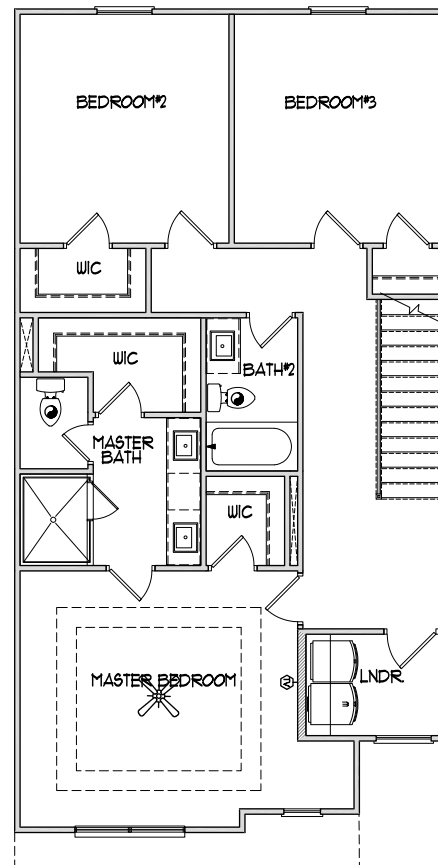 BEDROOM#2
BEDROOM#3
WIC
WIC
BATH#2
MASTER
BATH
WIC
MASTER BEDROOM
LNDR.